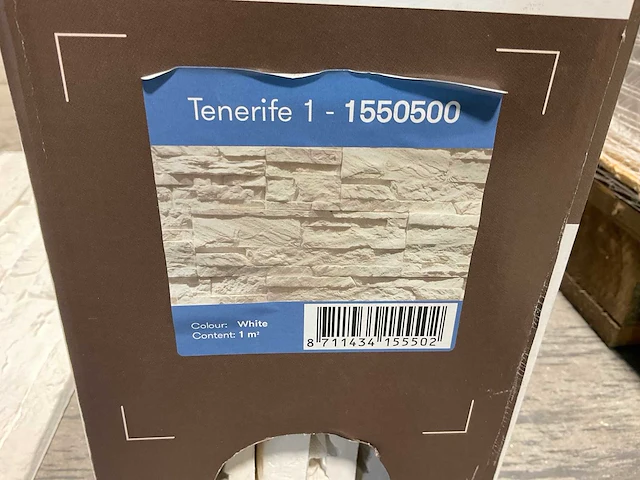 Tenerife 1 - 1550500
Colour: White
Content: 1 m²
8 711434 155502